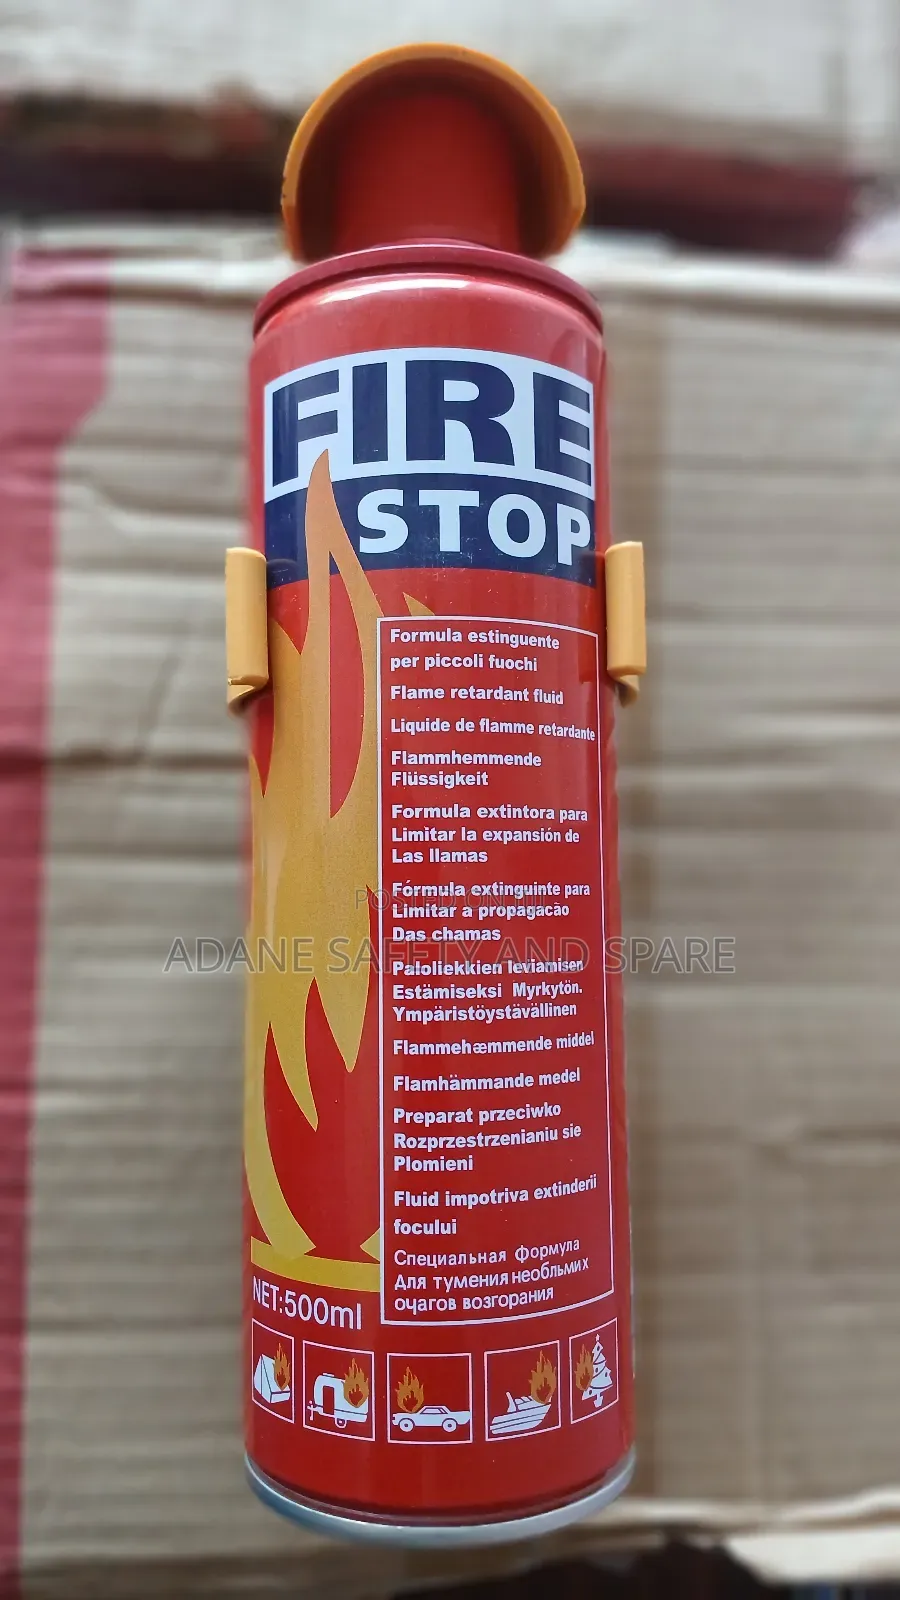 FIRE
STOP
Formula estinguente
per piccoli fuochi
Flame retardant fluid
Liquide de flamme retardante
Flammhemmende
Flüssigkeit
Formula extintora para
Limitar la expansión de
Las llamas
Fórmula extinguinte para
Limitar a propagacão
Das chamas
POSTED ON
ADANE SAFETY AND SPARE
Paloliekkien leviamisen
Estämiseksi Myrkytön.
Ympäristöystävällinen
Flammehæmmende middel
Flamhämmande medel
Preparat przeciwko
Rozprzestrzenianiu sie
Plomieni
Fluid impotriva extinderii
focului
Специальная формула
Для тумения необльмих
очагов возгорания
NET:500ml